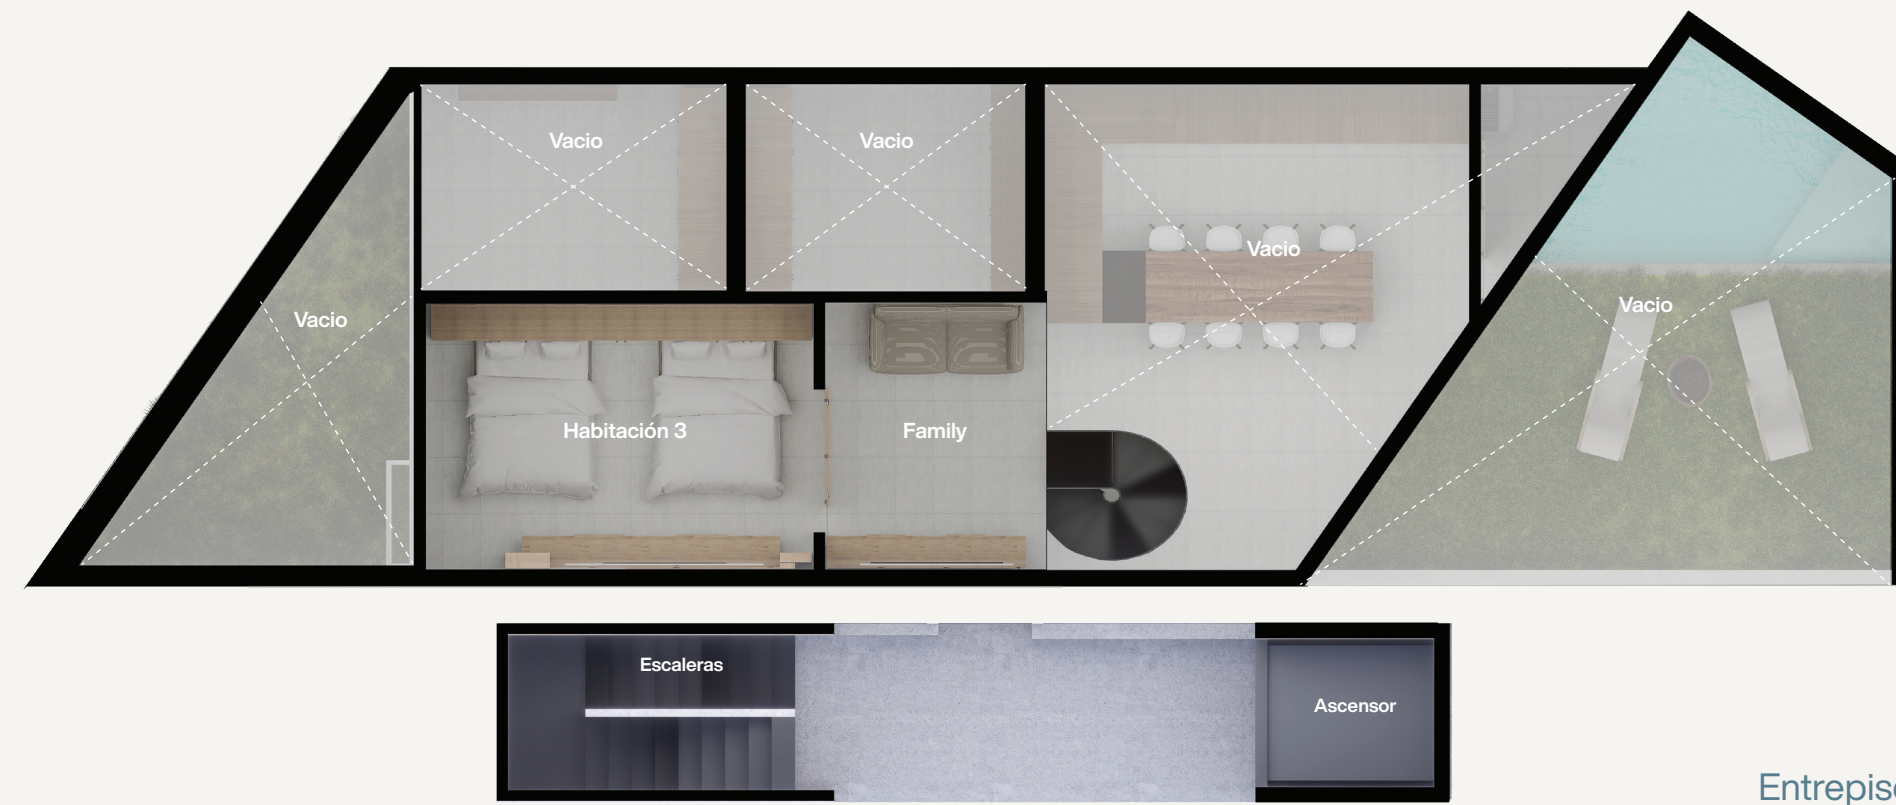 Vacio
Vacio
Vacio
Vacio
Vacio
Habitación 3
Family
Escaleras
Ascensor